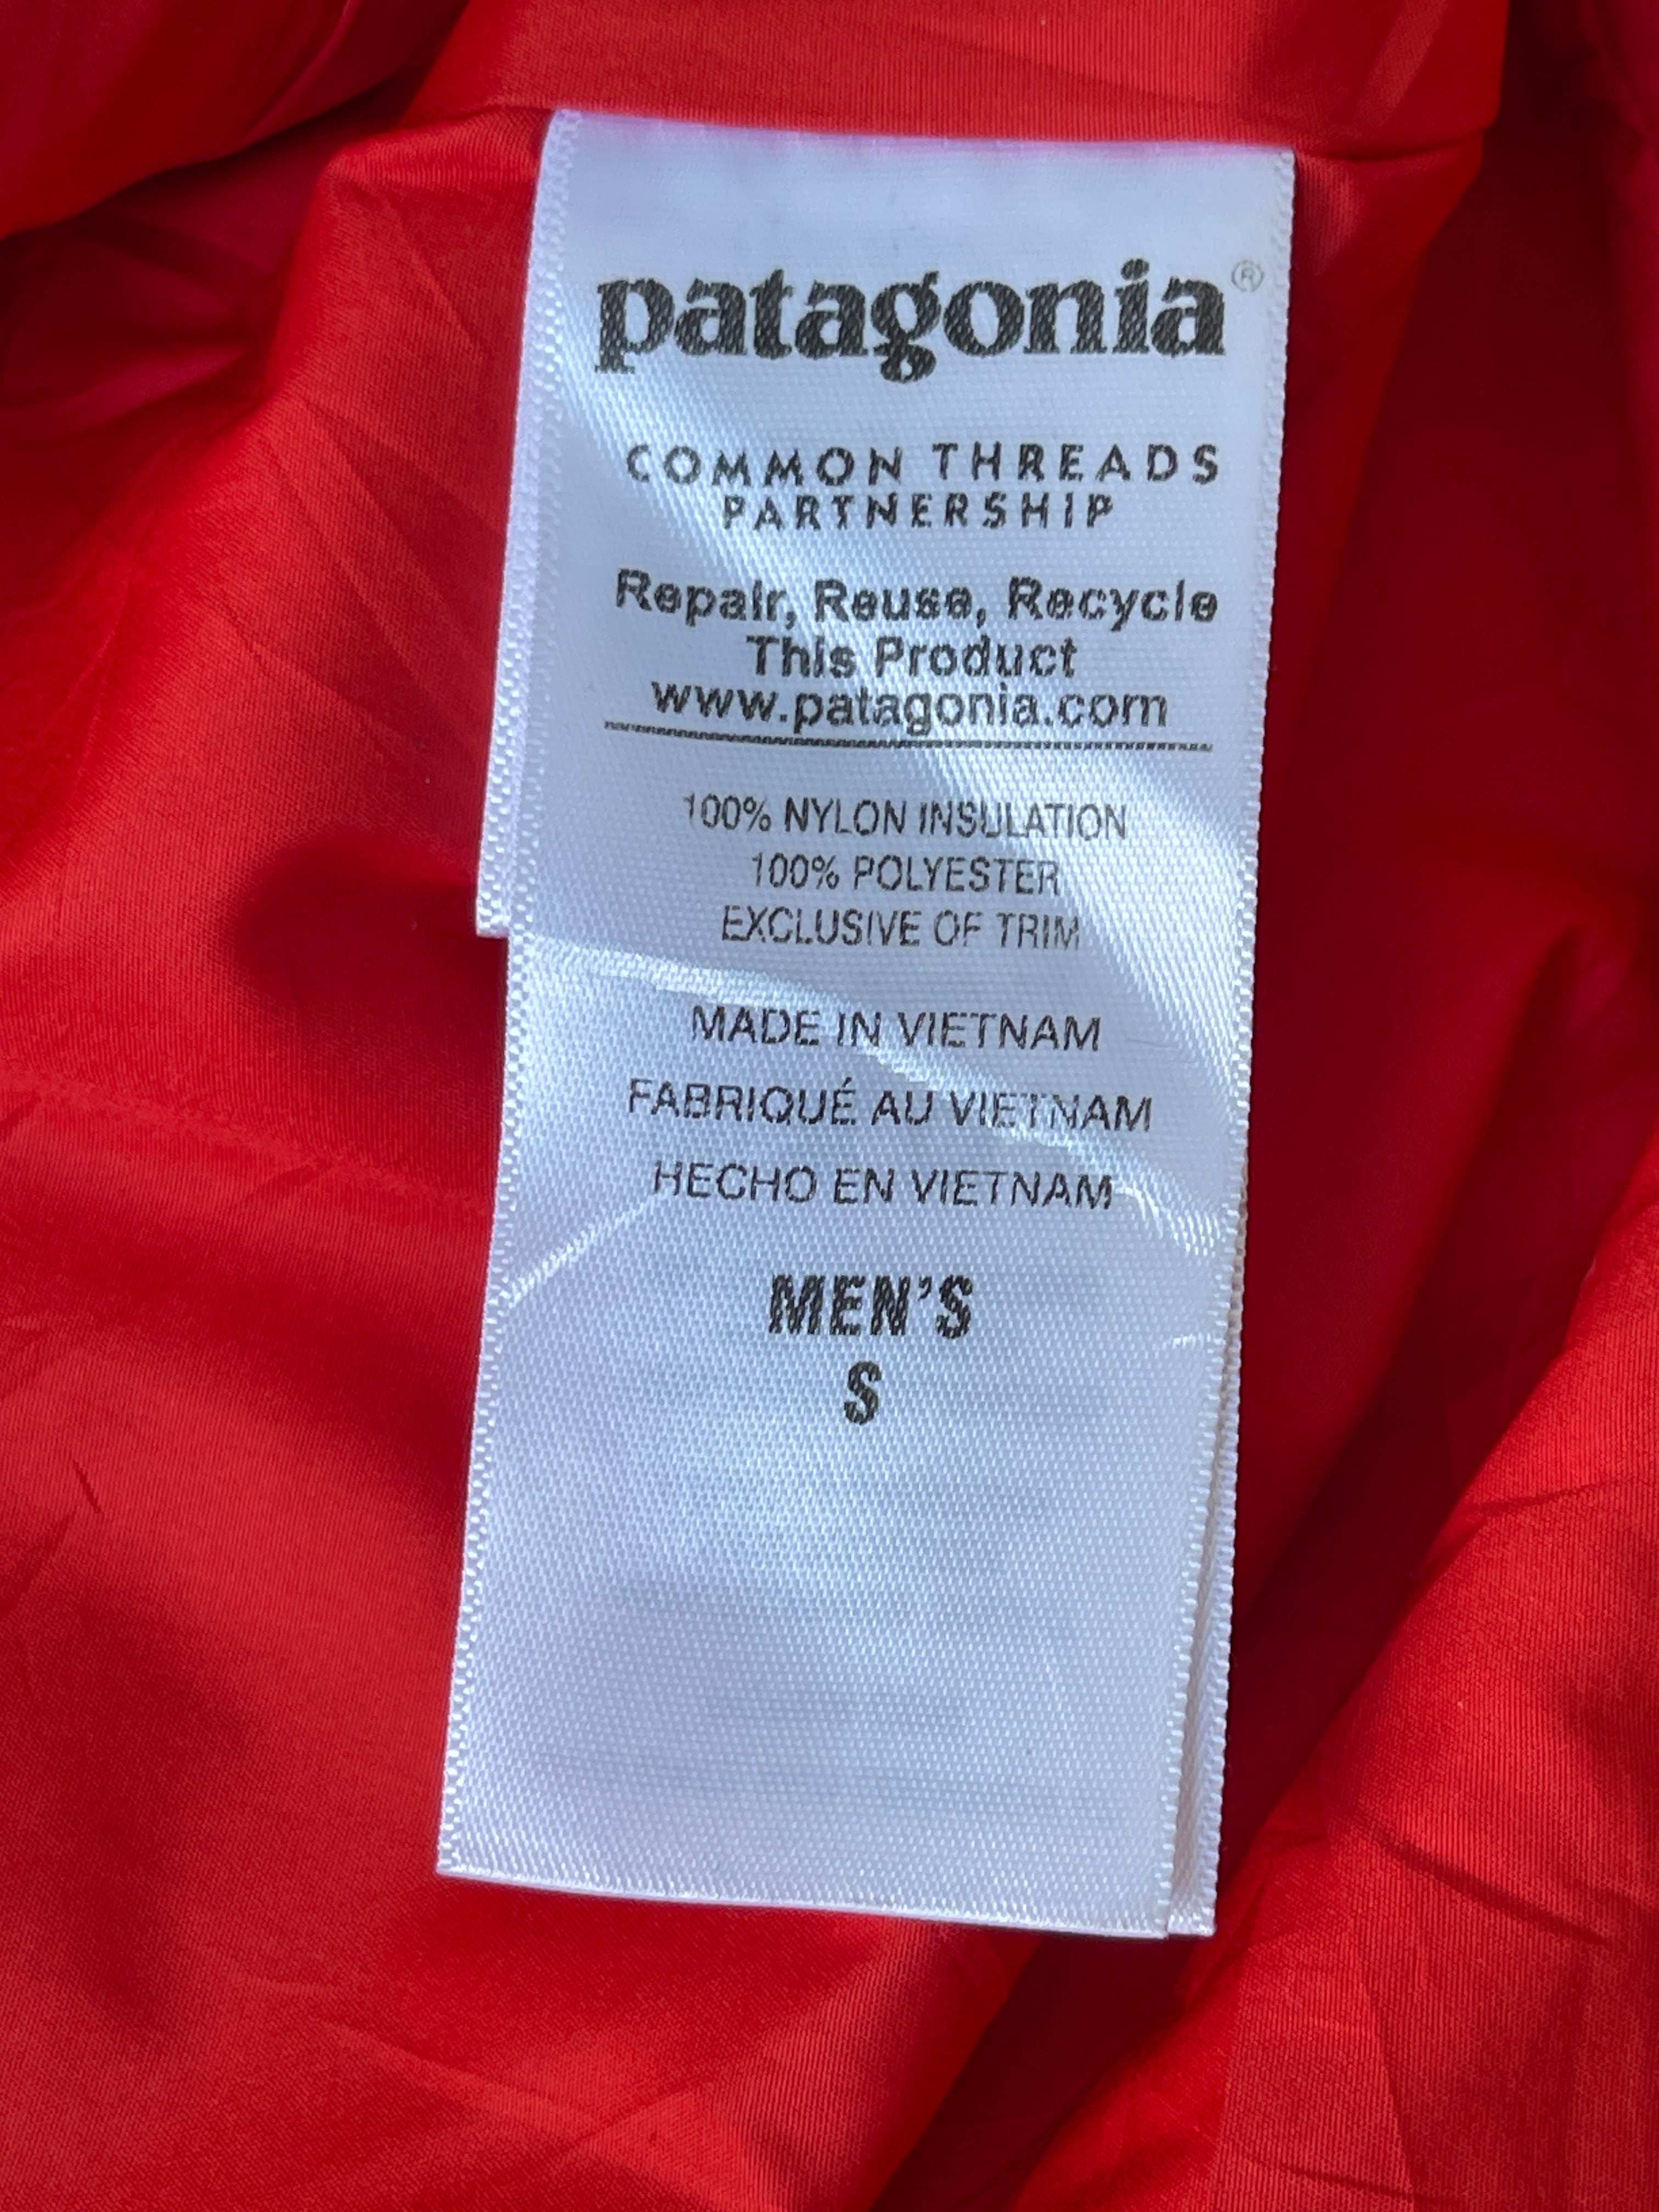 patagonia®
COMMON THREADS
PARTNERSHIP
Repair, Reuse, Recycle
This Product
www.patagonia.com
100% NYLON INSULATION
100% POLYESTER
EXCLUSIVE OF TRIM
MADE IN VIETNAM
FABRIQUÉ AU VIETNAM
HECHO EN VIETNAM
MEN'S
S